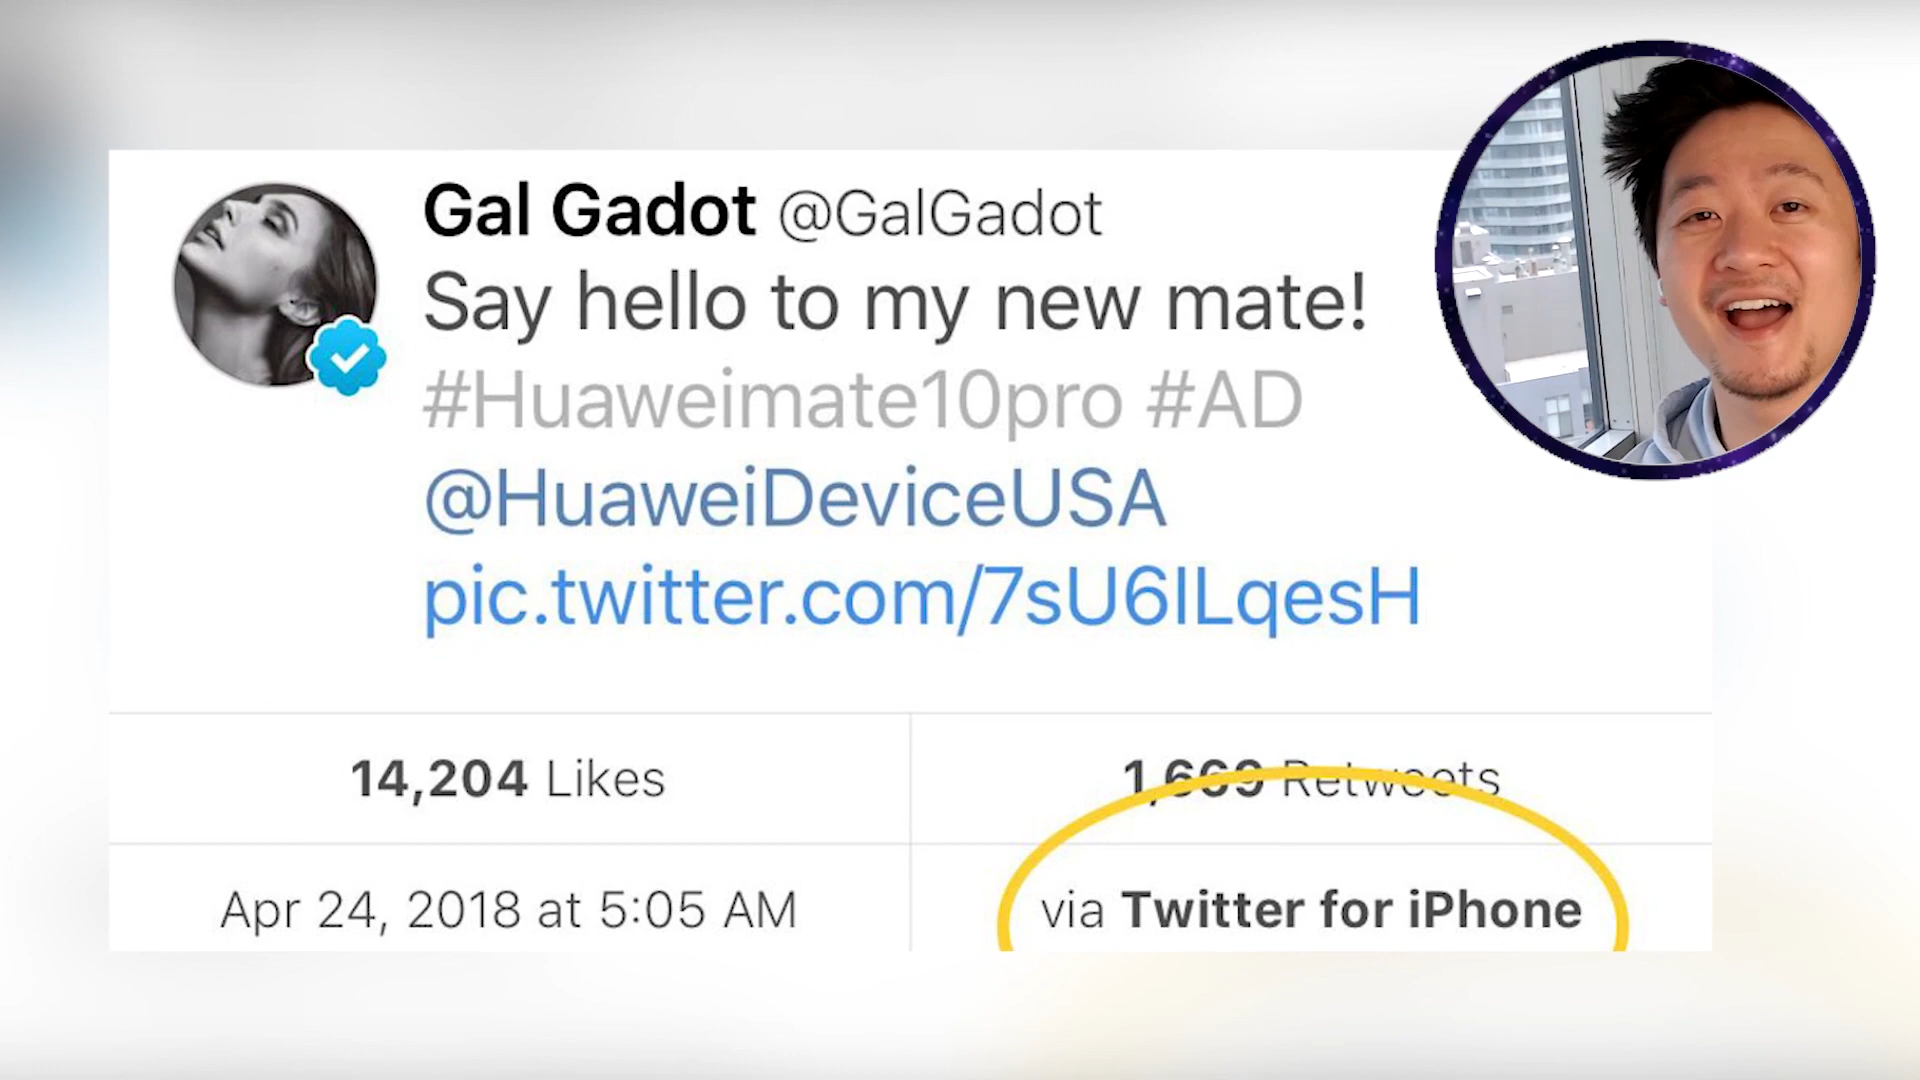 Gal Gadot @GalGadot
Say hello to my new mate!
#Huaweimate10pro #AD
@HuaweiDeviceUSA
pic.twitter.com/7sU6ILqesH
14,204 Likes
1,669 Retweets
Apr 24, 2018 at 5:05 AM
via Twitter for iPhone